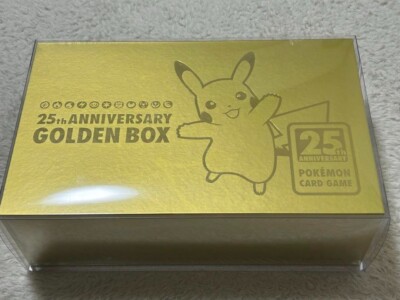 25th ANNIVERSARY
GOLDEN BOX
25TH
ANNIVERSARY
POKÉMON
CARD GAME